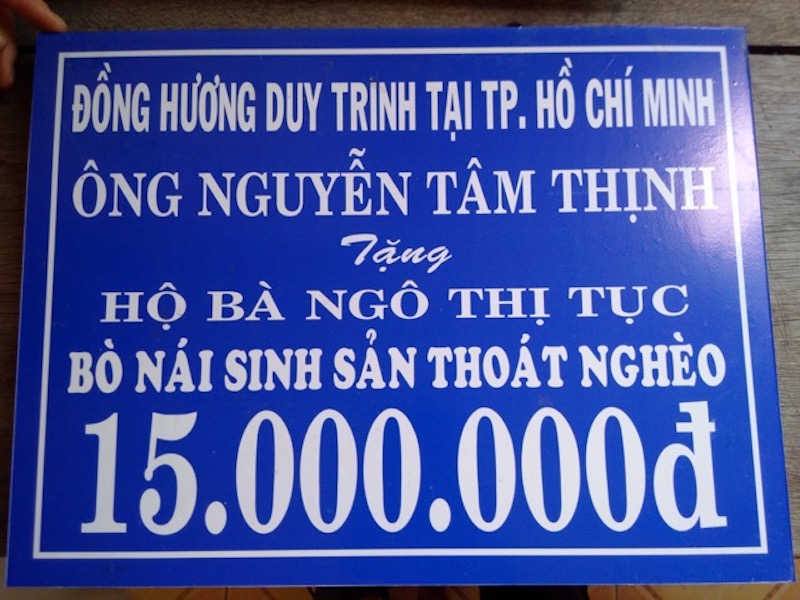 ĐỒNG HƯƠNG DUY TRINH TẠI TP. HỒ CHÍ MINH
ÔNG NGUYỄN TÂM THỊNH
Tặng
HỘ BÀ NGÔ THỊ TỤC
BÒ NÁI SINH SẢN THOÁT NGHÈO
15.000.000đ